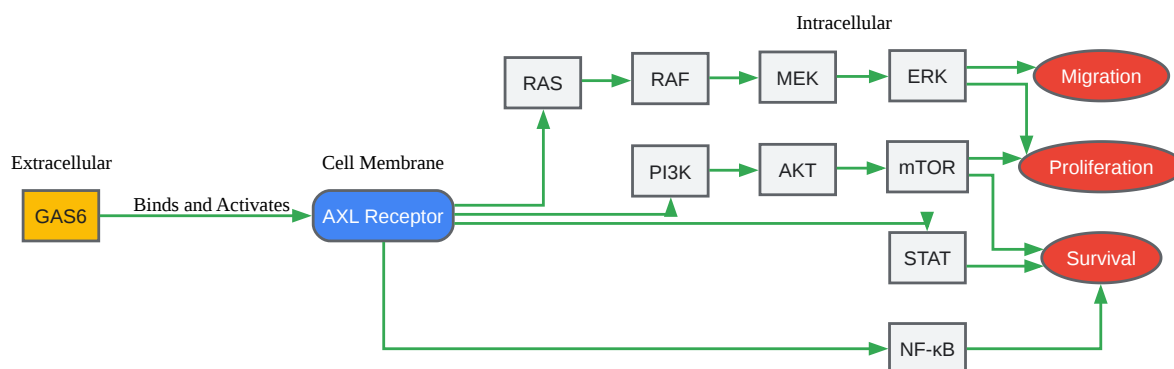 Intracellular
RAS
RAF
MEK
ERK
Migration
Extracellular
Cell Membrane
PI3K
AKT
mTOR
Proliferation
GAS6
Binds and Activates
AXL Receptor
STAT
Survival
NF-κB